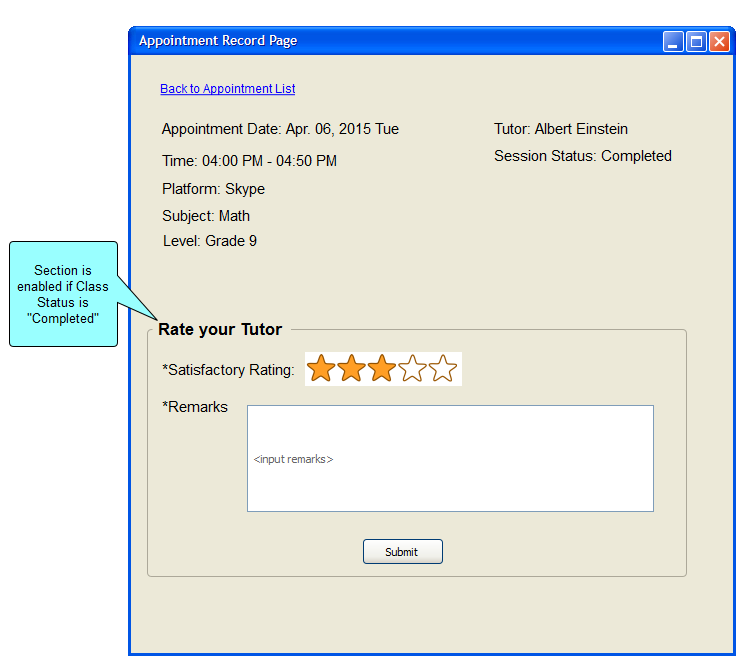 Appointment Record Page
Back to Appointment List
Appointment Date: Apr. 06, 2015 Tue
Time: 04:00 PM - 04:50 PM
Platform: Skype
Subject: Math
Level: Grade 9
Tutor: Albert Einstein
Session Status: Completed
Section is
enabled if Class
Status is
"Completed"
Rate your Tutor
*Satisfactory Rating:
*Remarks
<input remarks>
Submit